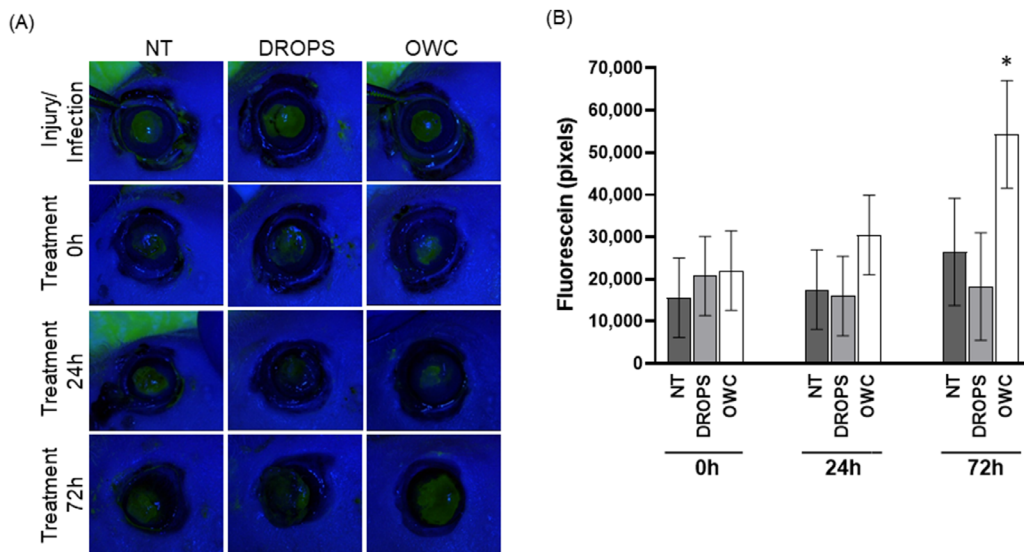 (A)
NT DROPS OWC
Injury/
Infection
Treatment
0h
Treatment
24h
Treatment
72h
(B)
*
70,000
60,000
50,000
40,000
30,000
20,000
10,000
0
Fluorescein (pixels)
NT DROPS OWC NT DROPS OWC NT DROPS OWC
0h 24h 72h